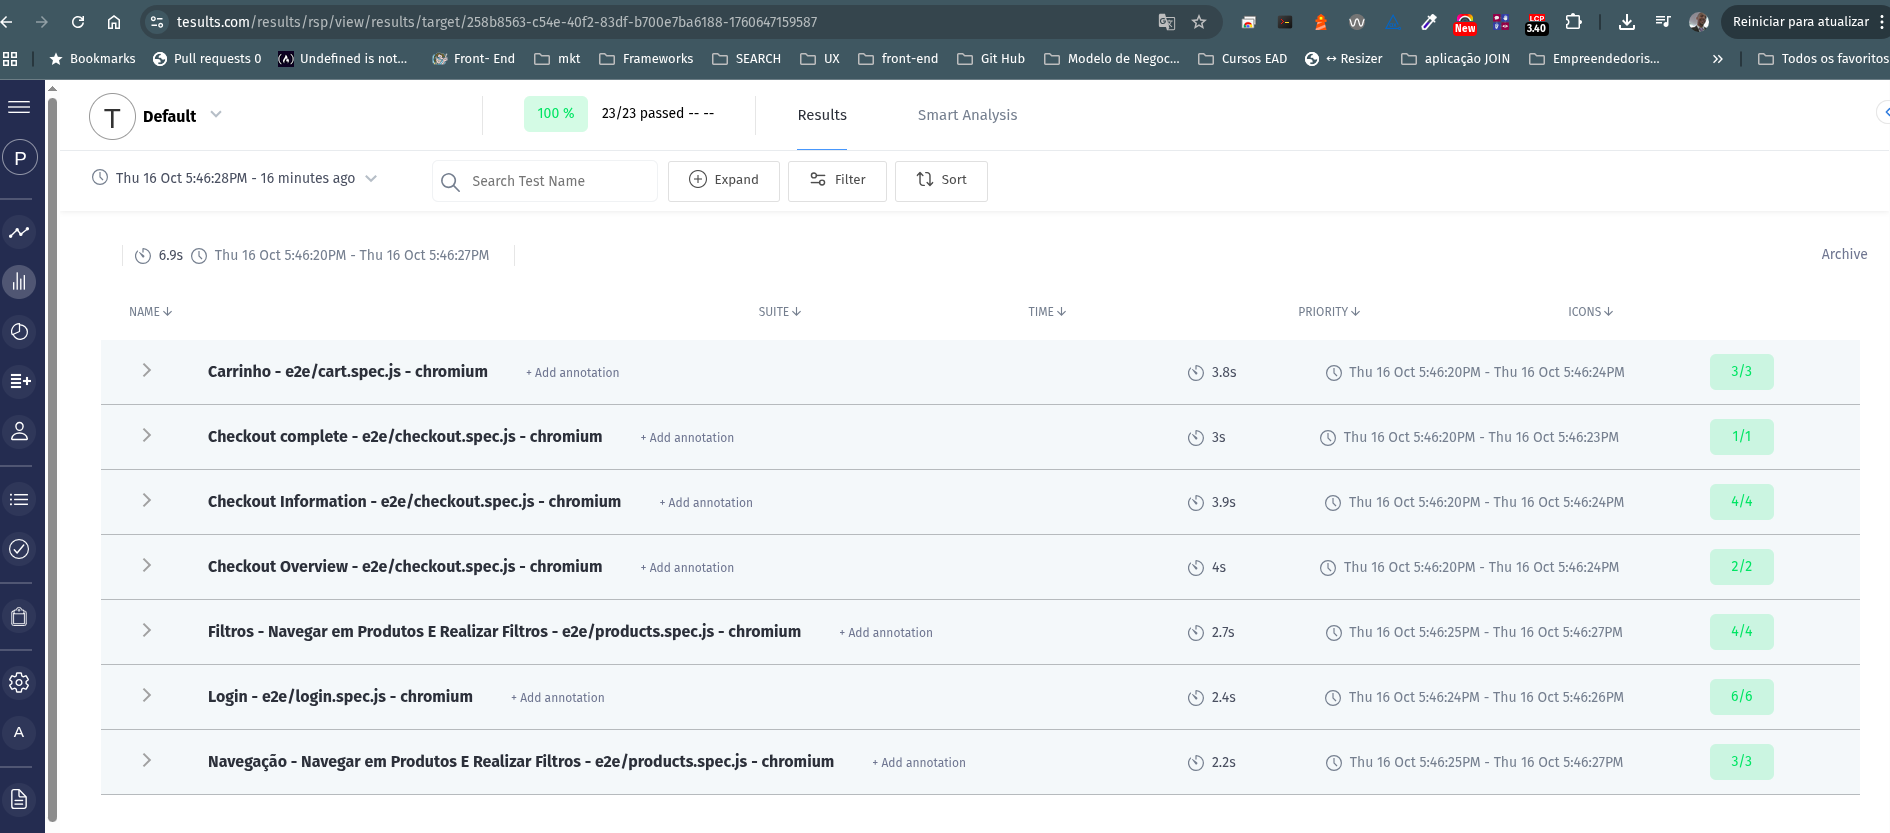 tesults.com/results/rsp/view/results/target/258b8563-c54e-40f2-83df-b700e7ba6188-1760647159587
New
LCP
3.40
Reiniciar para atualizar
Bookmarks
Pull requests 0
Undefined is not...
Front- End
mkt
Frameworks
SEARCH
UX
front-end
Git Hub
Modelo de Negoc...
Cursos EAD
↔ Resizer
aplicação JOIN
Empreendedoris...
»
Todos os favoritos
T
Default
100 %
23/23 passed -- --
Results
Smart Analysis
P
Thu 16 Oct 5:46:28PM - 16 minutes ago
Search Test Name
Expand
Filter
Sort
6.9s
Thu 16 Oct 5:46:20PM - Thu 16 Oct 5:46:27PM
Archive
NAME SUITE TIME PRIORITY ICONS
Carrinho - e2e/cart.spec.js - chromium + Add annotation 3.8s Thu 16 Oct 5:46:20PM - Thu 16 Oct 5:46:24PM 3/3
Checkout complete - e2e/checkout.spec.js - chromium + Add annotation 3s Thu 16 Oct 5:46:20PM - Thu 16 Oct 5:46:23PM 1/1
Checkout Information - e2e/checkout.spec.js - chromium + Add annotation 3.9s Thu 16 Oct 5:46:20PM - Thu 16 Oct 5:46:24PM 4/4
Checkout Overview - e2e/checkout.spec.js - chromium + Add annotation 4s Thu 16 Oct 5:46:20PM - Thu 16 Oct 5:46:24PM 2/2
Filtros - Navegar em Produtos E Realizar Filtros - e2e/products.spec.js - chromium + Add annotation 2.7s Thu 16 Oct 5:46:25PM - Thu 16 Oct 5:46:27PM 4/4
Login - e2e/login.spec.js - chromium + Add annotation 2.4s Thu 16 Oct 5:46:24PM - Thu 16 Oct 5:46:26PM 6/6
A
Navegação - Navegar em Produtos E Realizar Filtros - e2e/products.spec.js - chromium + Add annotation 2.2s Thu 16 Oct 5:46:25PM - Thu 16 Oct 5:46:27PM 3/3